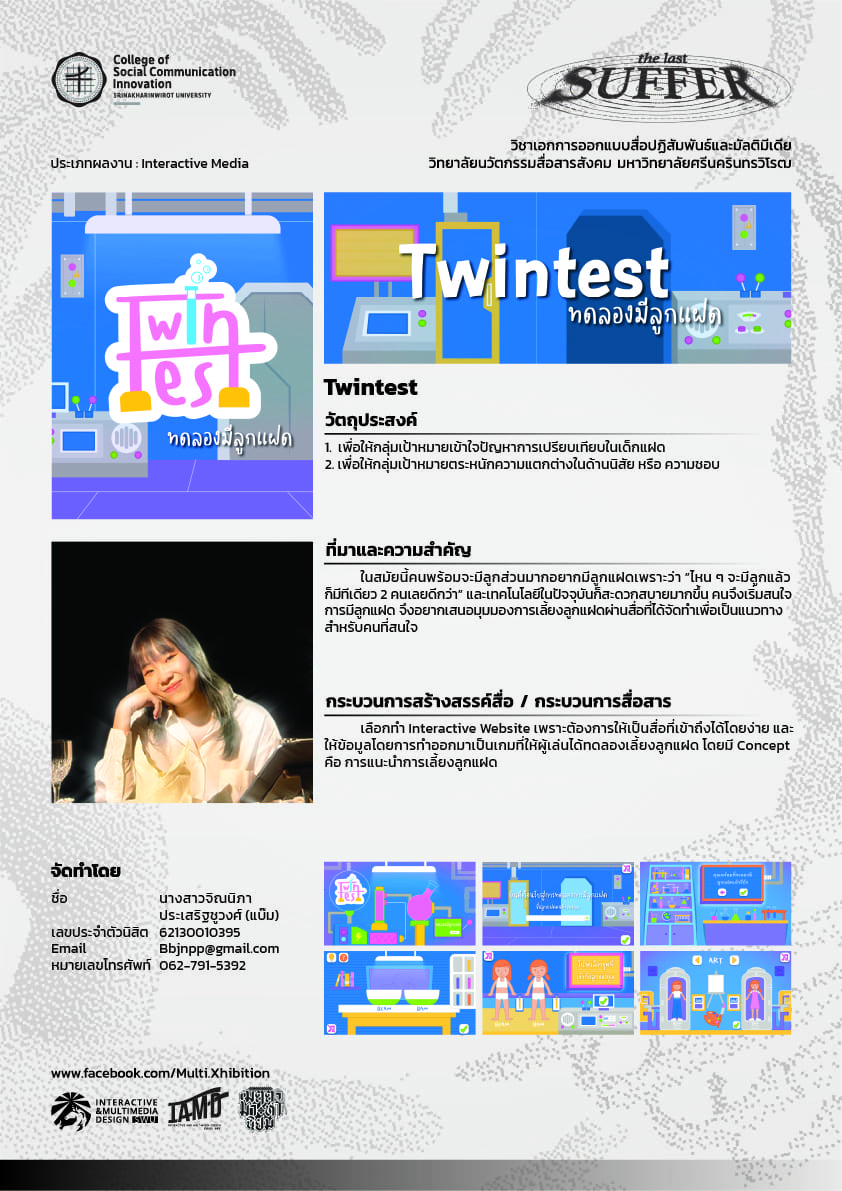 College of
Social Communication
Innovation
SRINAKHARINWIROT UNIVERSITY
the last
SUFFER
วิชาเอกการออกแบบสื่อปฏิสัมพันธ์และมัลติมีเดีย
ประเภทผลงาน : Interactive Media
วิทยาลัยนวัตกรรมสื่อสารสังคม มหาวิทยาลัยศรีนครินทรวิโรฒ
Twin
test
ทดลองมีลูกแฝด
Twintest
ทดลองมีลูกแฝด
Twintest
วัตถุประสงค์
1. เพื่อให้กลุ่มเป้าหมายเข้าใจปัญหาการเปรียบเทียบในเด็กแฝด
2. เพื่อให้กลุ่มเป้าหมายตระหนักความแตกต่างในด้านนิสัย หรือ ความชอบ
ที่มาและความสำคัญ
ในสมัยนี้คนพร้อมจะมีลูกส่วนมากอยากมีลูกแฝดเพราะว่า "ไหน ๆ จะมีลูกแล้ว
ก็มีทีเดียว 2 คนเลยดีกว่า" และเทคโนโลยีในปัจจุบันก็สะดวกสบายมากขึ้น คนจึงเริ่มสนใจ
การมีลูกแฝด จึงอยากเสนอมุมมองการเลี้ยงลูกแฝดผ่านสื่อที่ได้จัดทำเพื่อเป็นแนวทาง
สำหรับคนที่สนใจ
กระบวนการสร้างสรรค์สื่อ / กระบวนการสื่อสาร
เลือกทำ Interactive Website เพราะต้องการให้เป็นสื่อที่เข้าถึงได้โดยง่าย และ
ให้ข้อมูลโดยการทำออกมาเป็นเกมที่ให้ผู้เล่นได้ทดลองเลี้ยงลูกแฝด โดยมี Concept
คือ การแนะนำการเลี้ยงลูกแฝด
จัดทำโดย
ชื่อ นางสาวจิณนิภา
ประเสริฐชูวงศ์ (แบ๊ม)
เลขประจำตัวนิสิต 62130010395
Email Bbjnpp@gmail.com
หมายเลขโทรศัพท์ 062-791-5392
Twin
test
ART
www.facebook.com/Multi.Xhibition
INTERACTIVE
&MULTIMEDIA
DESIGN SWU
IAMD